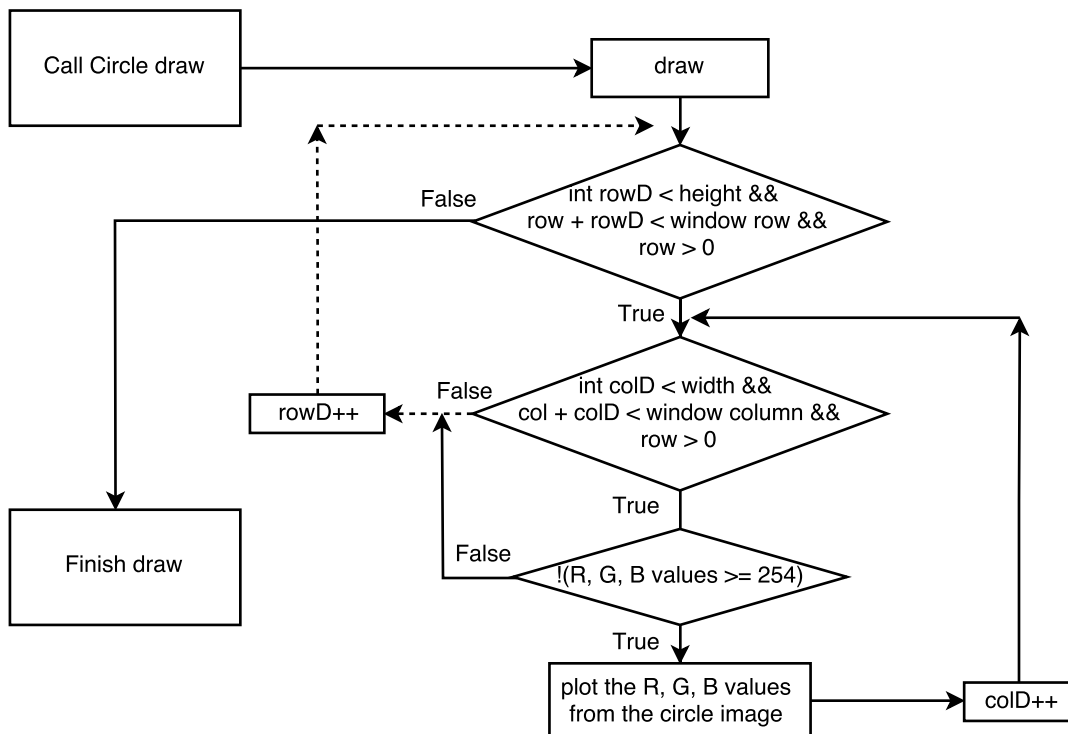 Call Circle draw
draw
False
int rowD < height &&
row + rowD < window row &&
row > 0
True
int colD < width &&
col + colD < window column &&
row > 0
False
rowD++
True
False
!(R, G, B values >= 254)
Finish draw
True
plot the R, G, B values
from the circle image
colD++